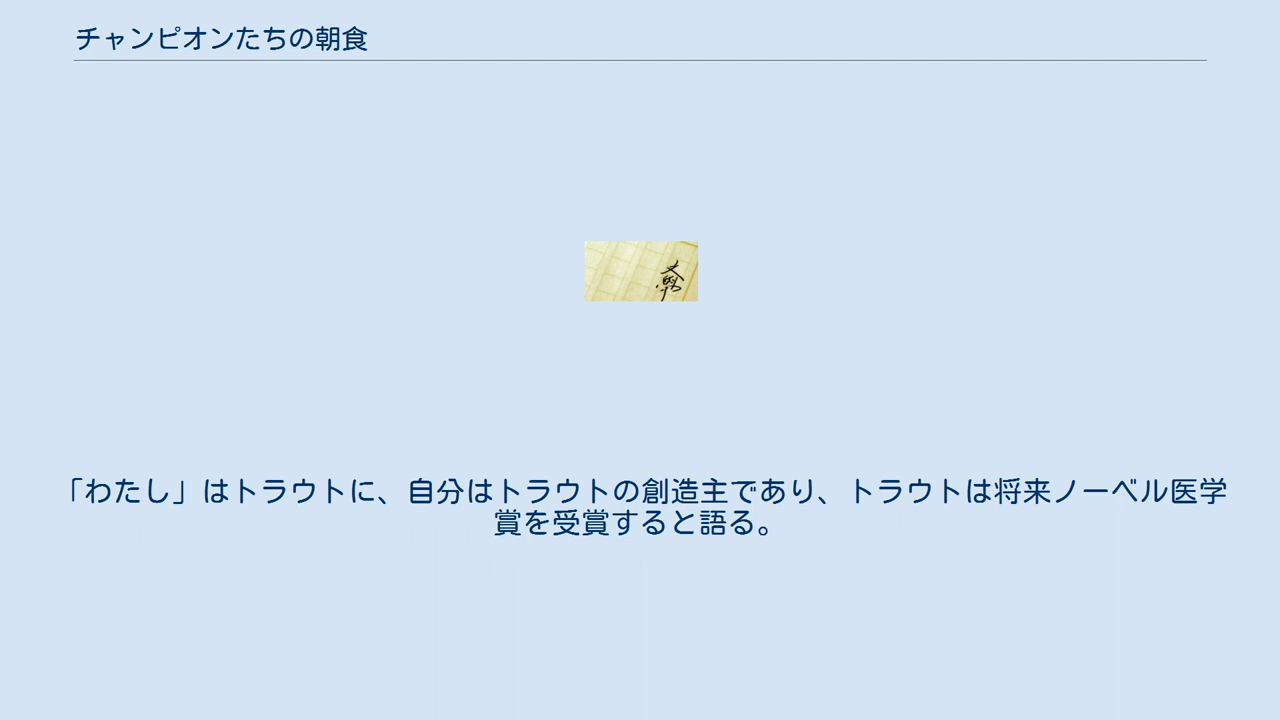 チャンピオンたちの朝食
「わたし」はトラウトに、自分はトラウトの創造主であり、トラウトは将来ノーベル医学
賞を受賞すると語る。